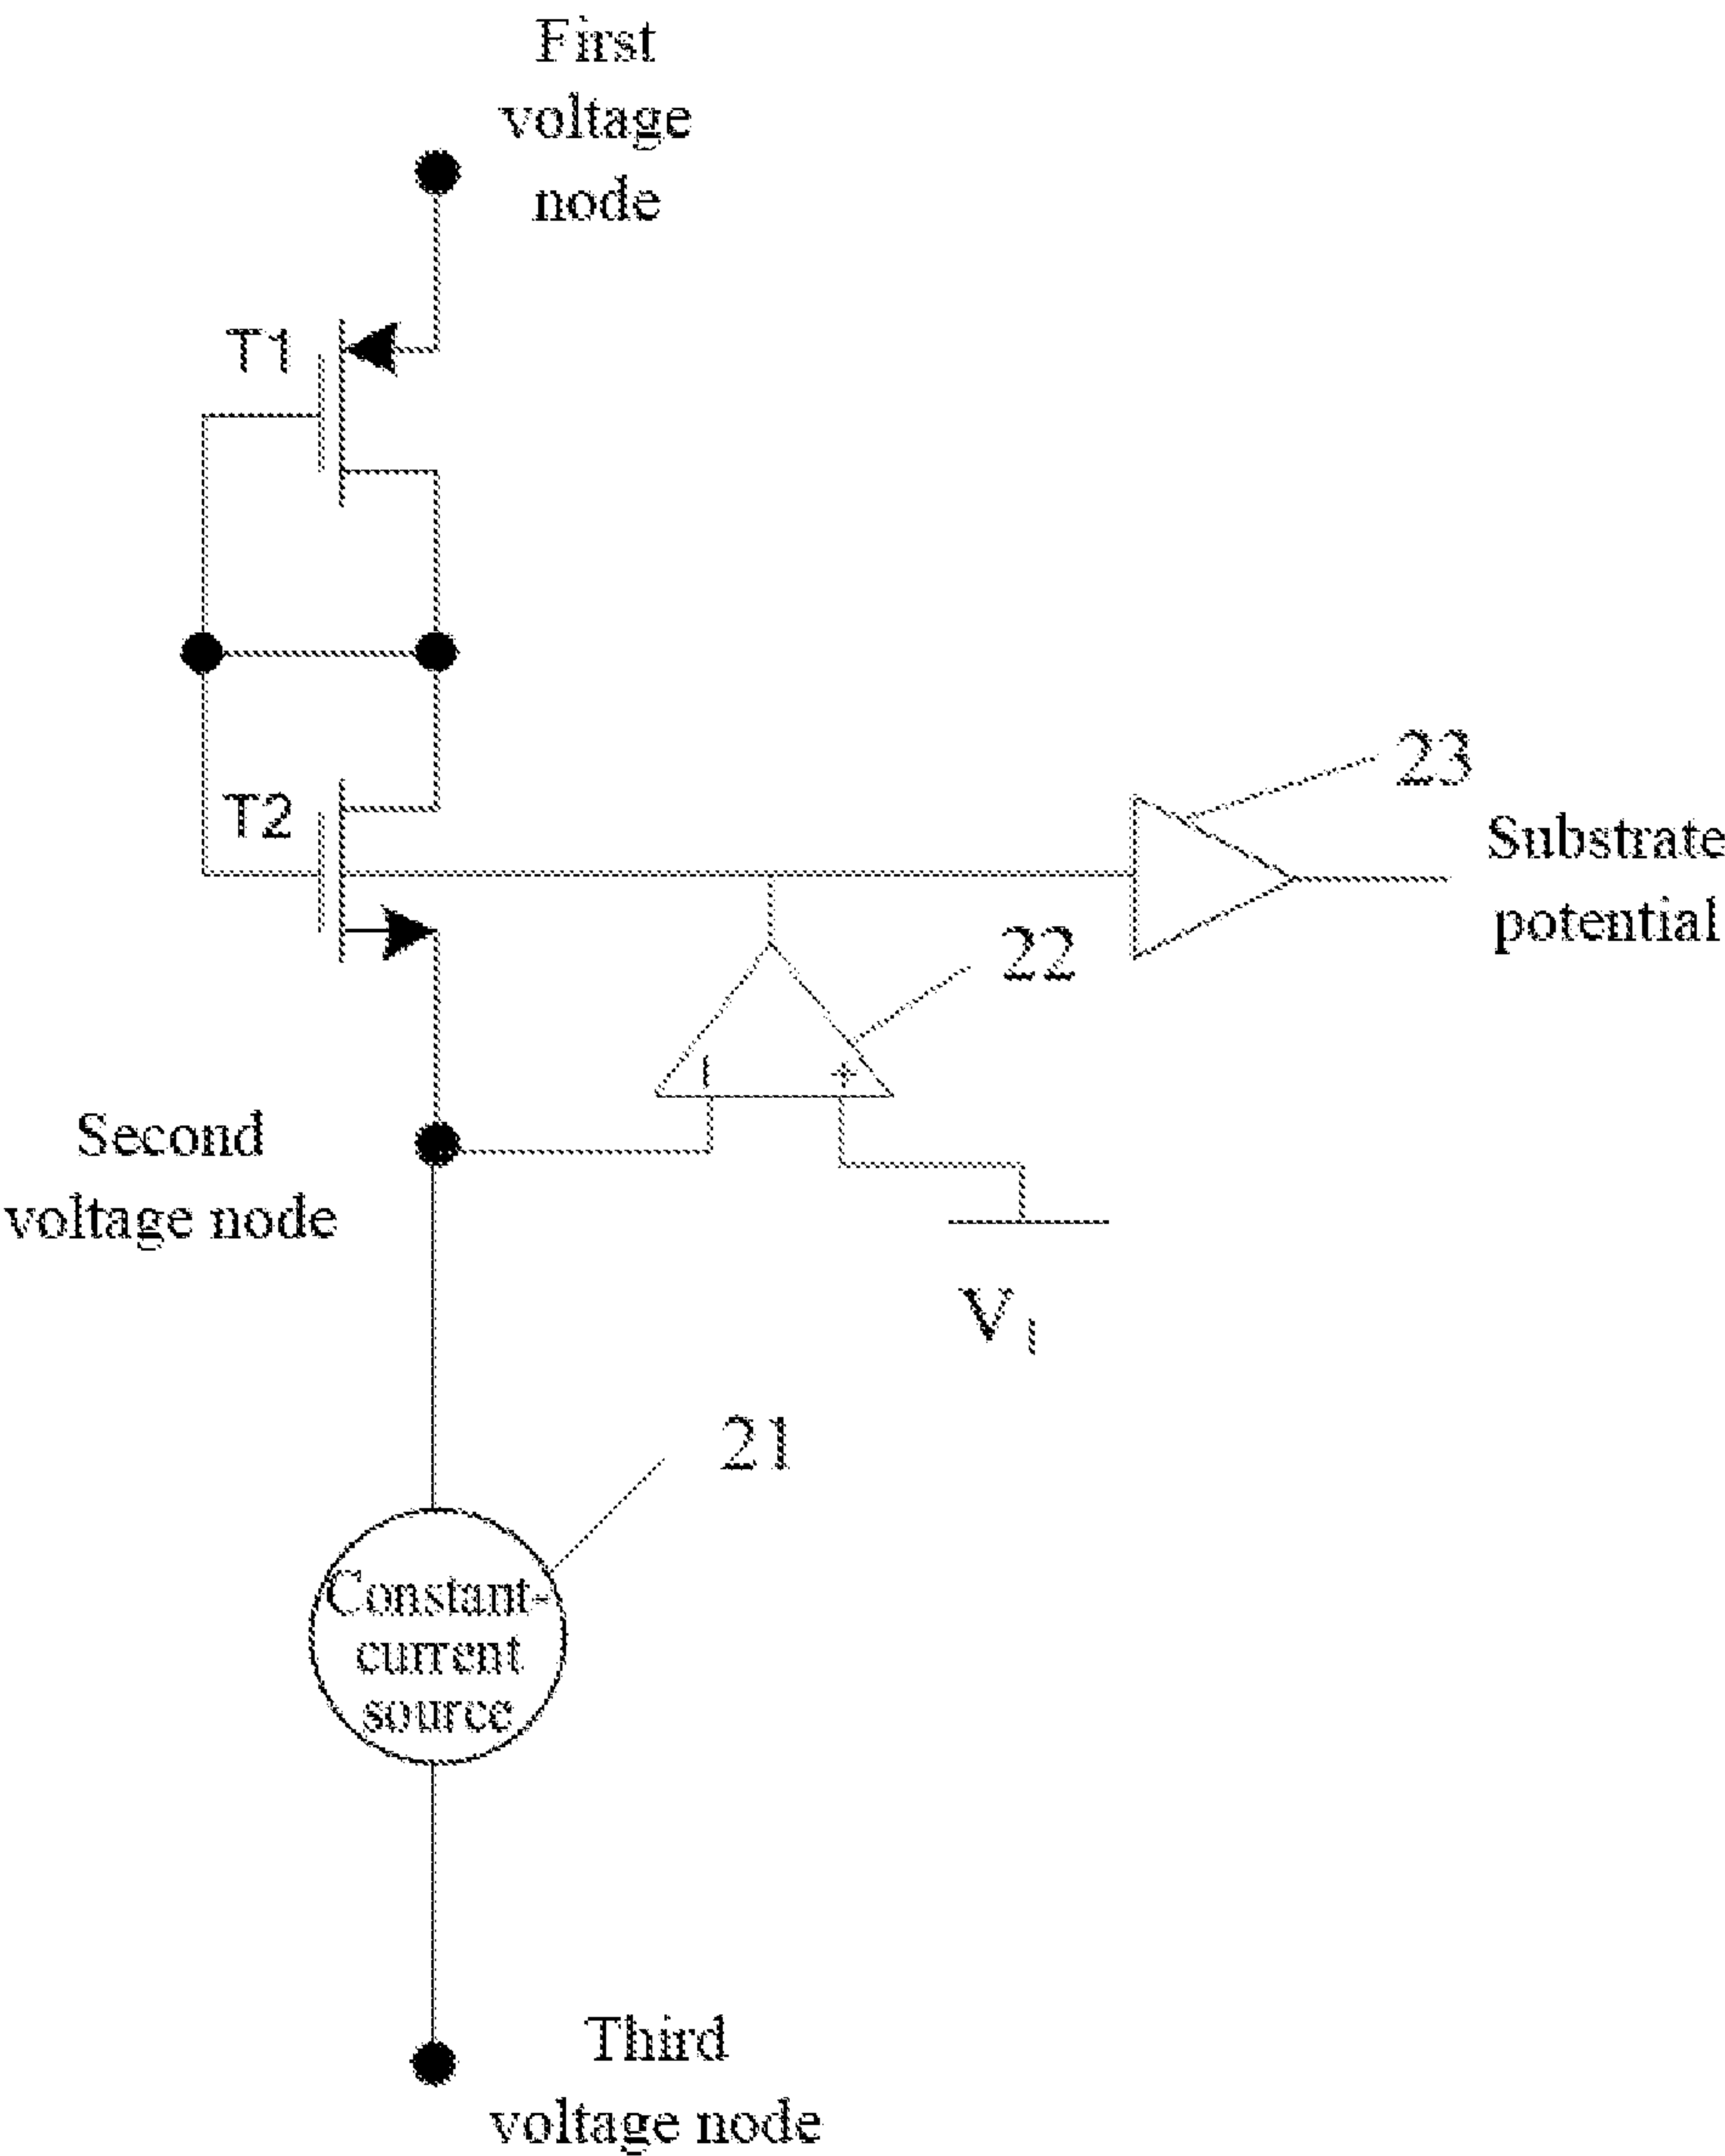 First
voltage
node
T1
T2
23
Substrate
potential
22
- +
Second
voltage node
V1
21
Constant-
current
source
Third
voltage node